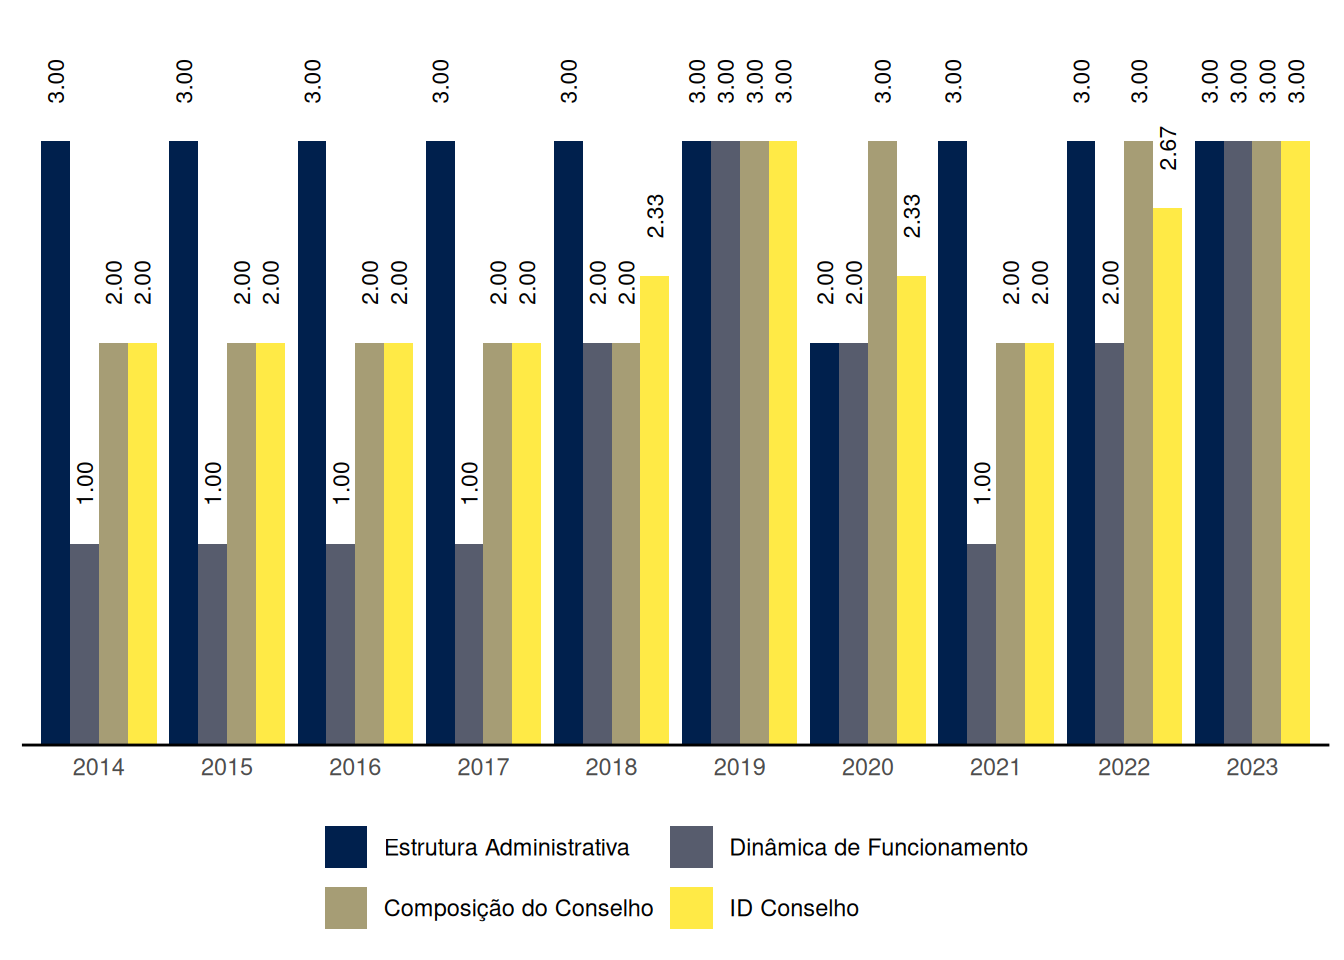 3.00 1.00 2.00 2.00
3.00 1.00 2.00 2.00
3.00 1.00 2.00 2.00
3.00 1.00 2.00 2.00
3.00 2.00 2.00 2.33
3.00 3.00 3.00 3.00
2.00 2.00 3.00 2.33
3.00 1.00 2.00 2.00
3.00 2.00 3.00 2.67
3.00 3.00 3.00 3.00
2014 2015 2016 2017 2018 2019 2020 2021 2022 2023
Estrutura Administrativa Dinâmica de Funcionamento
Composição do Conselho ID Conselho